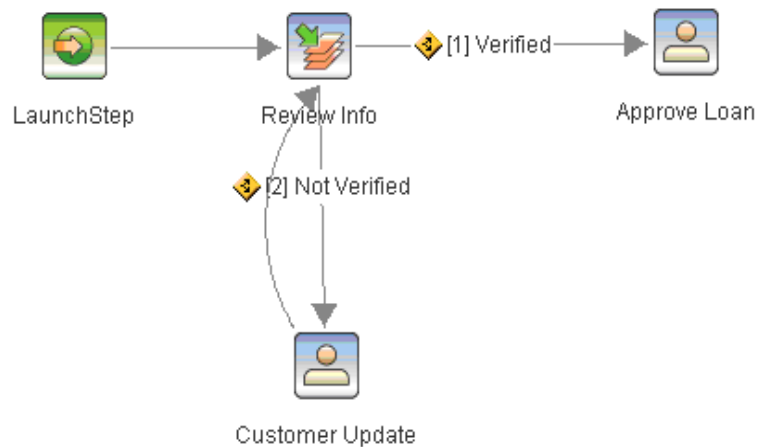 [1] Verified
LaunchStep
Review Info
Approve Loan
[2] Not Verified
Customer Update